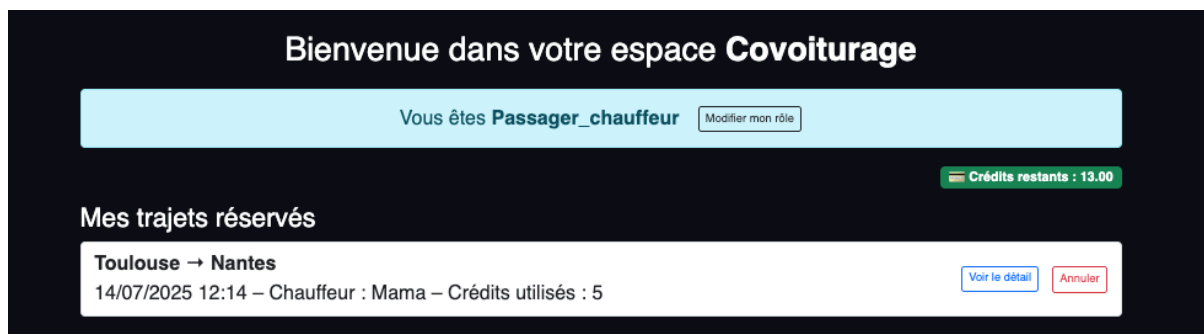 Bienvenue dans votre espace Covoiturage
Vous êtes Passager_chauffeur Modifier mon rôle
Crédits restants : 13.00
Mes trajets réservés
Toulouse → Nantes
14/07/2025 12:14 – Chauffeur : Mama – Crédits utilisés : 5
Voir le détail Annuler